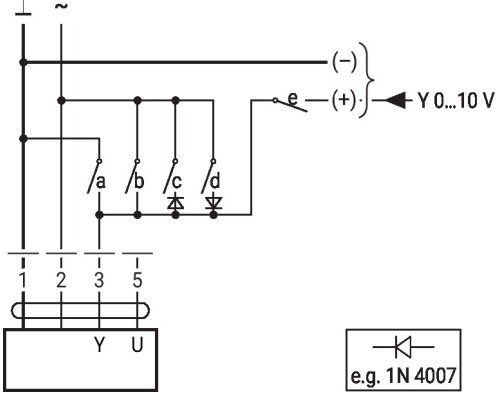 ⊥ ~
(–)
e (+) Y 0...10 V
a b c d
1 2 3 5
Y U
e.g. 1N 4007